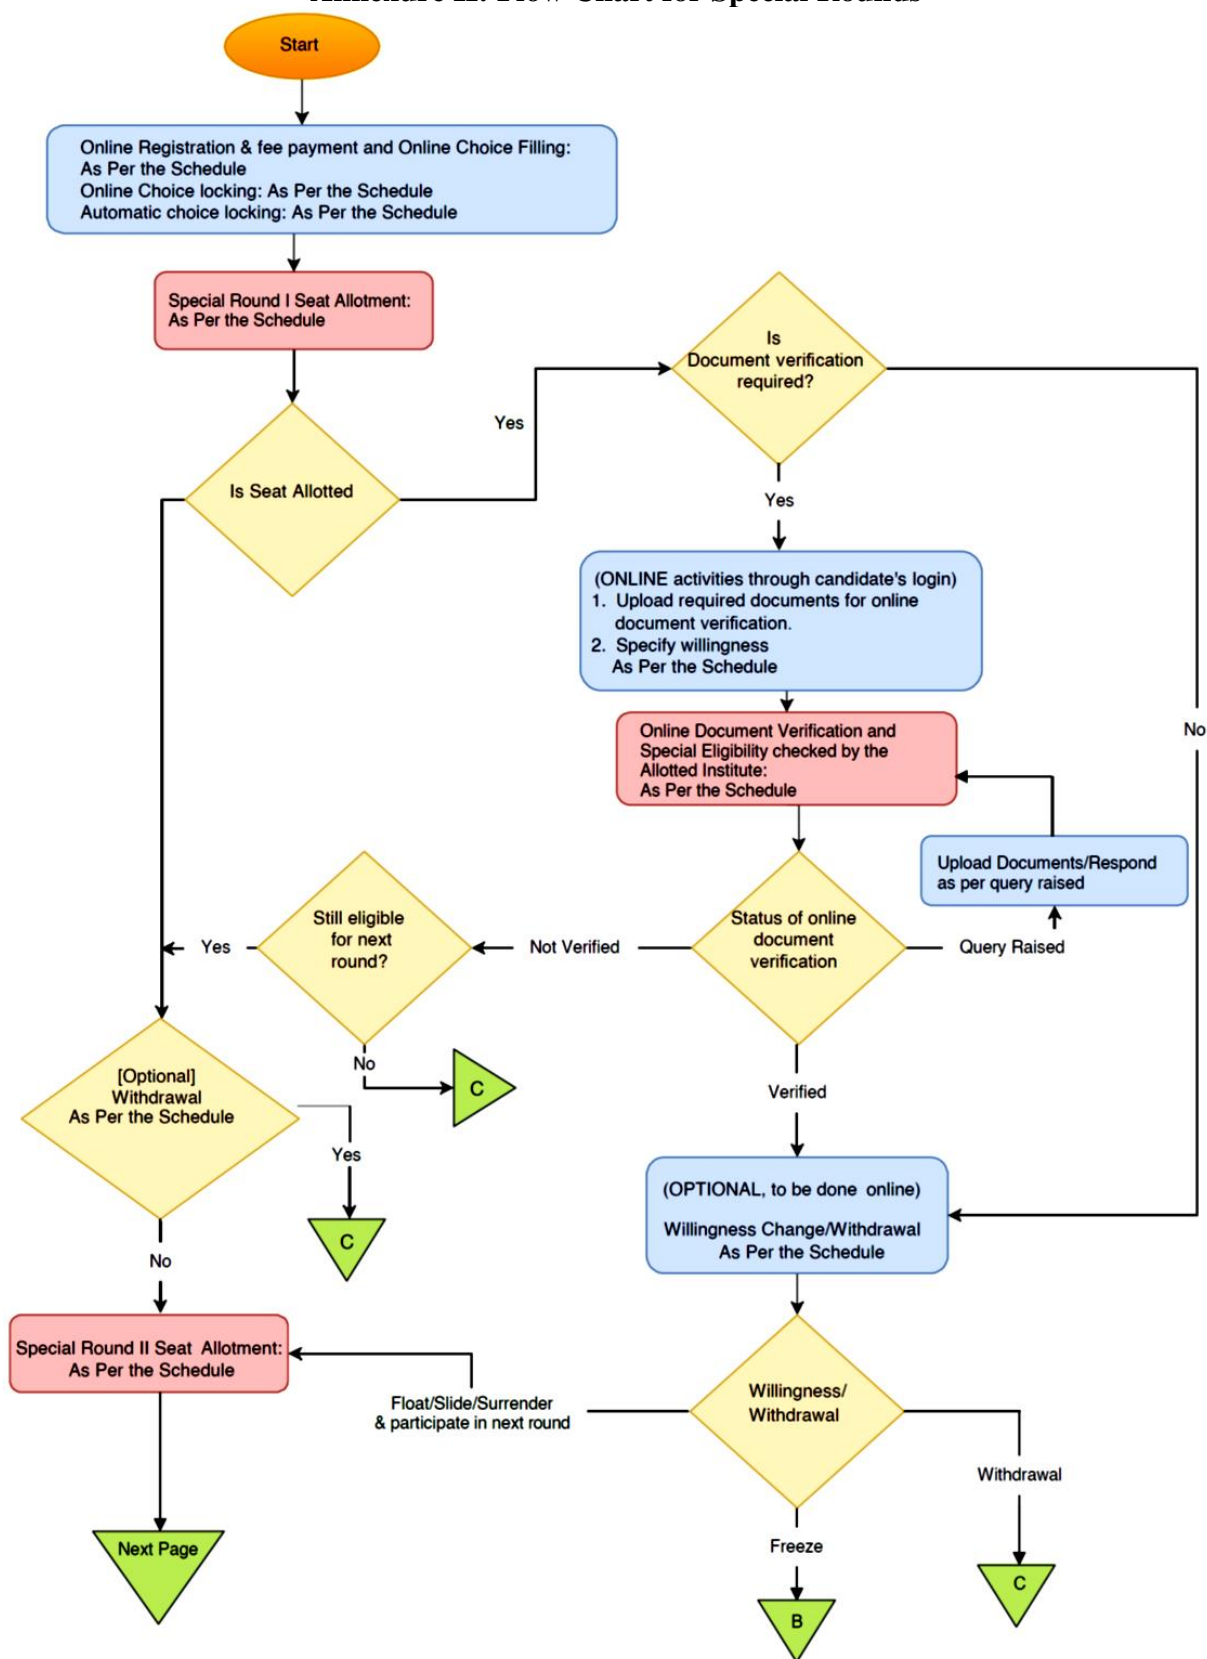 Annexure II: Flow Chart for Special Rounds
Start
Online Registration & fee payment and Online Choice Filling:
As Per the Schedule
Online Choice locking: As Per the Schedule
Automatic choice locking: As Per the Schedule
Special Round I Seat Allotment:
As Per the Schedule
Is Seat Allotted
Yes
Is
Document verification
required?
Yes
No
(ONLINE activities through candidate's login)
1. Upload required documents for online
document verification.
2. Specify willingness
As Per the Schedule
Online Document Verification and
Special Eligibility checked by the
Allotted Institute:
As Per the Schedule
Upload Documents/Respond
as per query raised
Status of online
document
verification
Query Raised
Not Verified
Still eligible
for next
round?
Yes
No
C
Verified
[Optional]
Withdrawal
As Per the Schedule
Yes
C
No
(OPTIONAL, to be done online)
Willingness Change/Withdrawal
As Per the Schedule
Special Round II Seat Allotment:
As Per the Schedule
Float/Slide/Surrender
& participate in next round
Willingness/
Withdrawal
Withdrawal
C
Freeze
B
Next Page